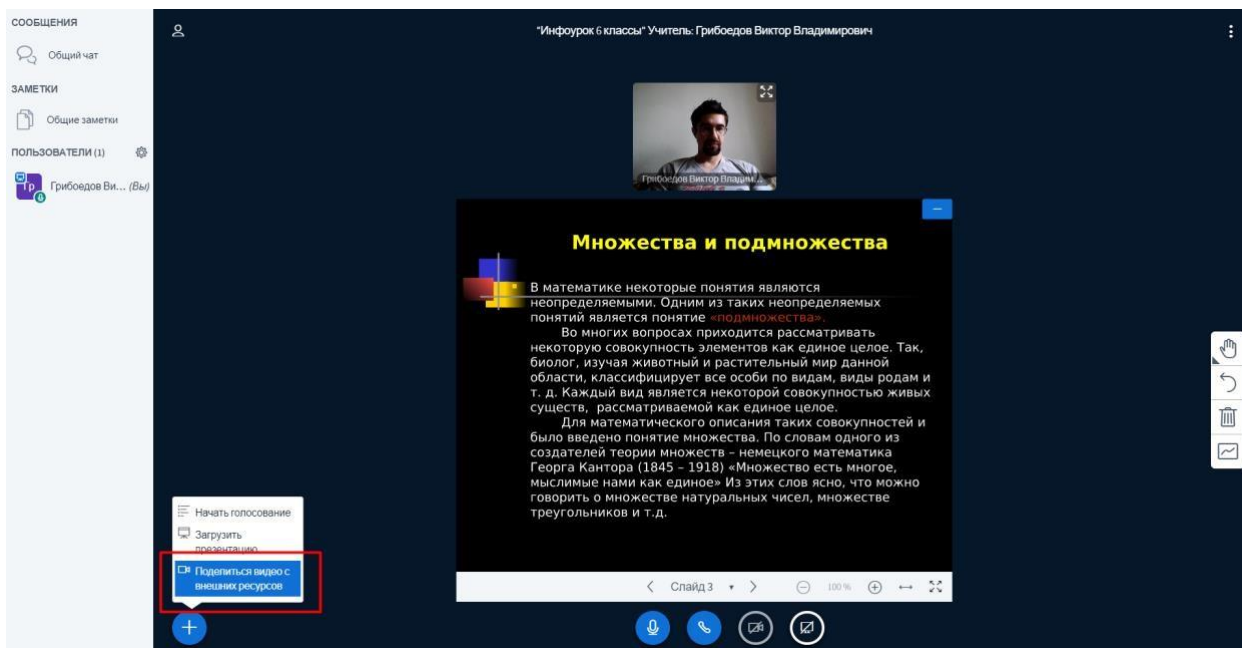 СООБЩЕНИЯ
Общий чат
ЗАМЕТКИ
Общие заметки
ПОЛЬЗОВАТЕЛИ (1)
Гр
Грибоедов Ви... (Вы)
"Инфоурок 6 классы" Учитель: Грибоедов Виктор Владимирович
Грибоедов Виктор Владим...
Множества и подмножества
В математике некоторые понятия являются
неопределяемыми. Одним из таких неопределяемых
понятий является понятие «подмножества».
Во многих вопросах приходится рассматривать
некоторую совокупность элементов как единое целое. Так,
биолог, изучая животный и растительный мир данной
области, классифицирует все особи по видам, виды родам и
т. д. Каждый вид является некоторой совокупностью живых
существ, рассматриваемой как единое целое.
Для математического описания таких совокупностей и
было введено понятие множества. По словам одного из
создателей теории множеств – немецкого математика
Георга Кантора (1845 – 1918) «Множество есть многое,
мыслимые нами как единое» Из этих слов ясно, что можно
говорить о множестве натуральных чисел, множестве
треугольников и т.д.
Начать голосование
Загрузить
презентацию
Поделиться видео с
внешних ресурсов
Слайд 3
100 %